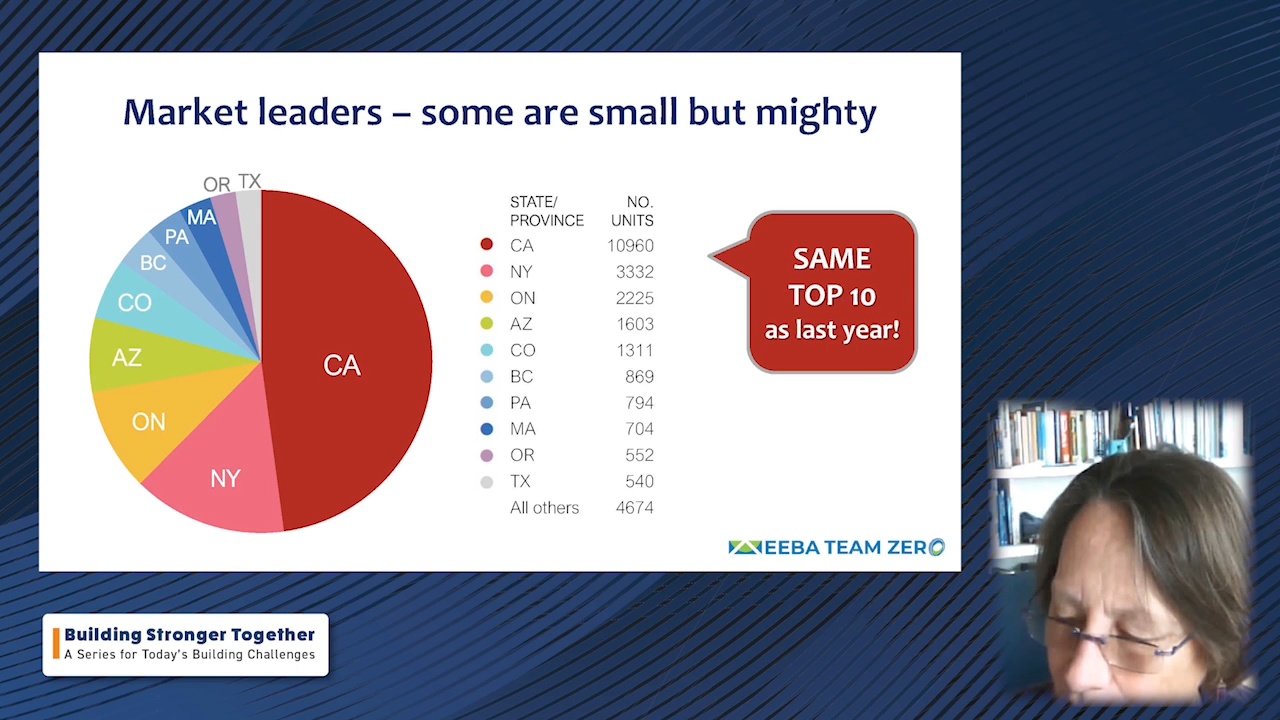 Market leaders – some are small but mighty
OR TX
MA
PA
BC
CO
AZ
ON
NY
CA
STATE/ NO.
PROVINCE UNITS
CA 10960
NY 3332
ON 2225
AZ 1603
CO 1311
BC 869
PA 794
MA 704
OR 552
TX 540
All others 4674
SAME
TOP 10
as last year!
EEBA TEAM ZERO
Building Stronger Together
A Series for Today's Building Challenges